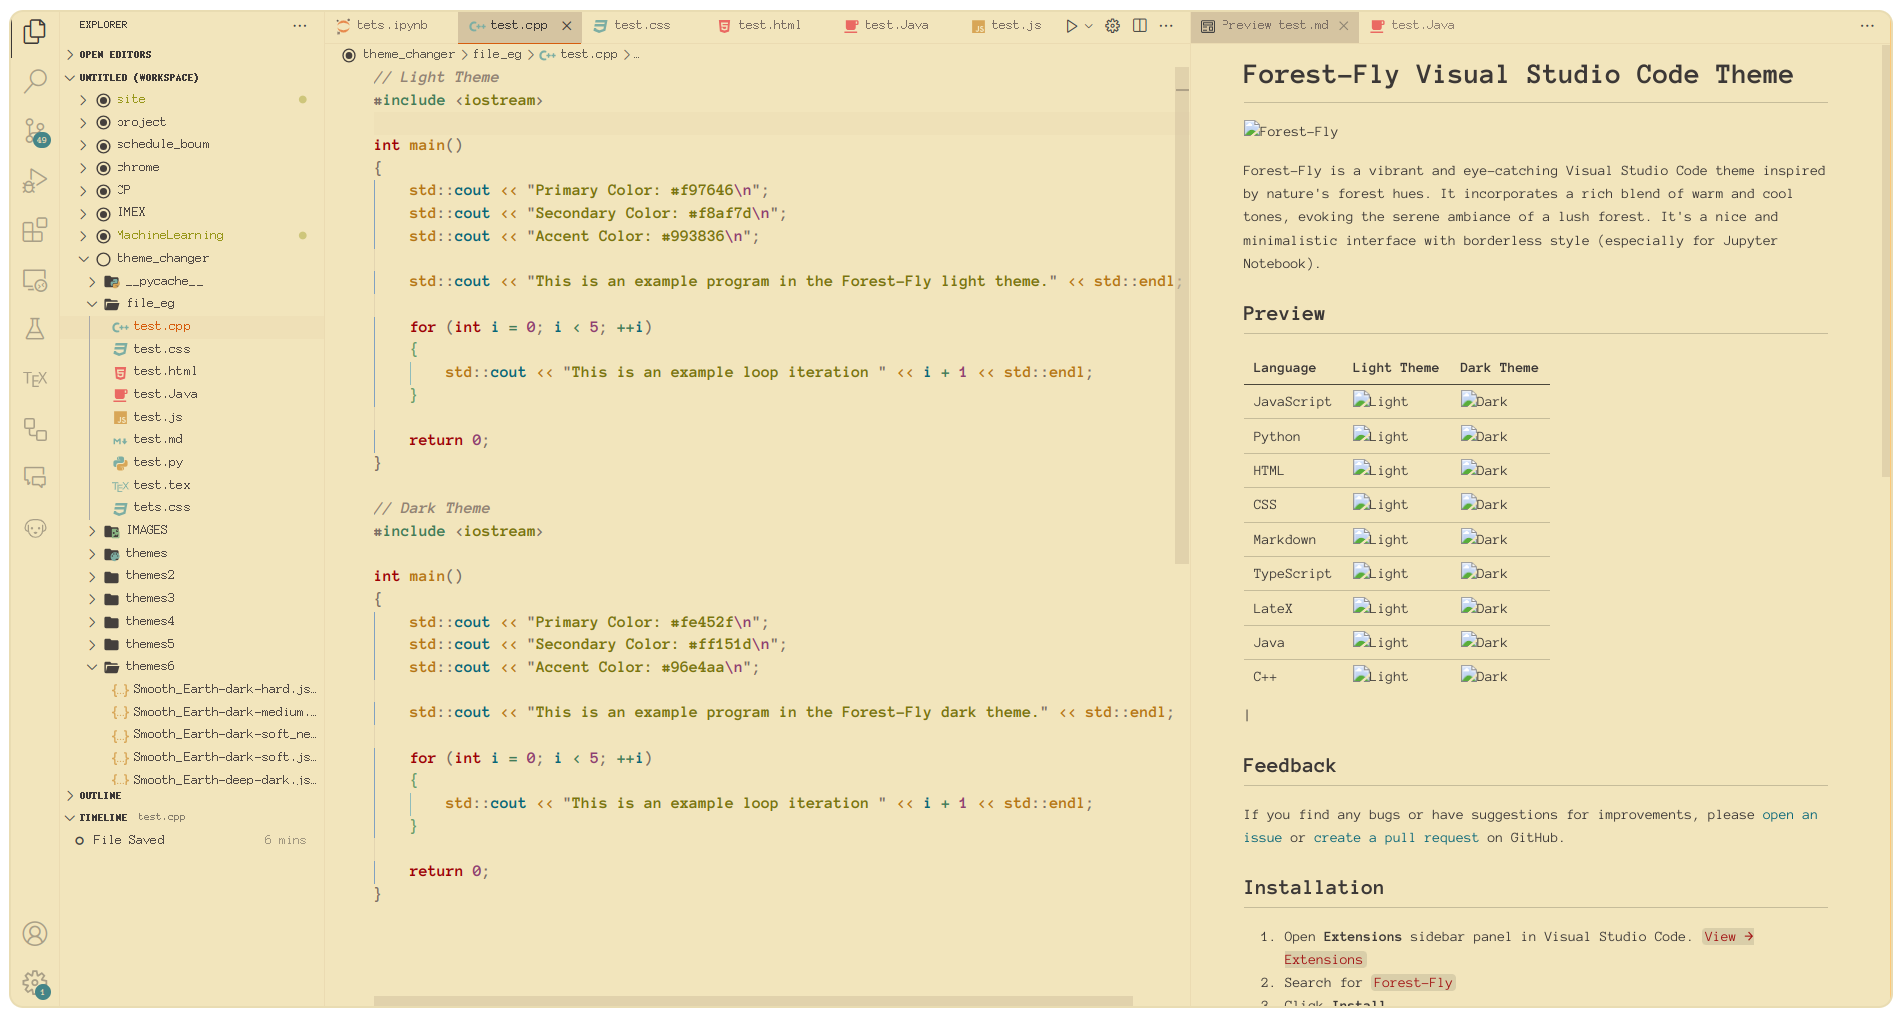 EXPLORER
OPEN EDITORS
UNTITLED (WORKSPACE)
site
project
schedule_boum
chrome
CP
IMEX
MachineLearning
theme_changer
__pycache__
file_eg
test.cpp
test.css
test.html
test.Java
test.js
test.md
test.py
test.tex
tets.css
IMAGES
themes
themes2
themes3
themes4
themes5
themes6
Smooth_Earth-dark-hard.js…
Smooth_Earth-dark-medium.…
Smooth_Earth-dark-soft_ne…
Smooth_Earth-dark-soft.js…
Smooth_Earth-deep-dark.js…
OUTLINE
TIMELINE test.cpp
File Saved 6 mins
49
TEX
1
tets.ipynb test.cpp test.css test.html test.Java test.js
theme_changer > file_eg > test.cpp > …
// Light Theme
#include <iostream>
int main()
{
std::cout << "Primary Color: #f97646\n";
std::cout << "Secondary Color: #f8af7d\n";
std::cout << "Accent Color: #993836\n";
std::cout << "This is an example program in the Forest-Fly light theme." << std::endl;
for (int i = 0; i < 5; ++i)
{
std::cout << "This is an example loop iteration " << i + 1 << std::endl;
}
return 0;
}
// Dark Theme
#include <iostream>
int main()
{
std::cout << "Primary Color: #fe452f\n";
std::cout << "Secondary Color: #ff151d\n";
std::cout << "Accent Color: #96e4aa\n";
std::cout << "This is an example program in the Forest-Fly dark theme." << std::endl;
for (int i = 0; i < 5; ++i)
{
std::cout << "This is an example loop iteration " << i + 1 << std::endl;
}
return 0;
}
Preview test.md test.Java
Forest-Fly Visual Studio Code Theme
Forest-Fly
Forest-Fly is a vibrant and eye-catching Visual Studio Code theme inspired
by nature's forest hues. It incorporates a rich blend of warm and cool
tones, evoking the serene ambiance of a lush forest. It's a nice and
minimalistic interface with borderless style (especially for Jupyter
Notebook).
Preview
Language Light Theme Dark Theme
JavaScript Light Dark
Python Light Dark
HTML Light Dark
CSS Light Dark
Markdown Light Dark
TypeScript Light Dark
LateX Light Dark
Java Light Dark
C++ Light Dark
|
Feedback
If you find any bugs or have suggestions for improvements, please open an
issue or create a pull request on GitHub.
Installation
1. Open Extensions sidebar panel in Visual Studio Code. View →
Extensions
2. Search for Forest-Fly
3. Click Install